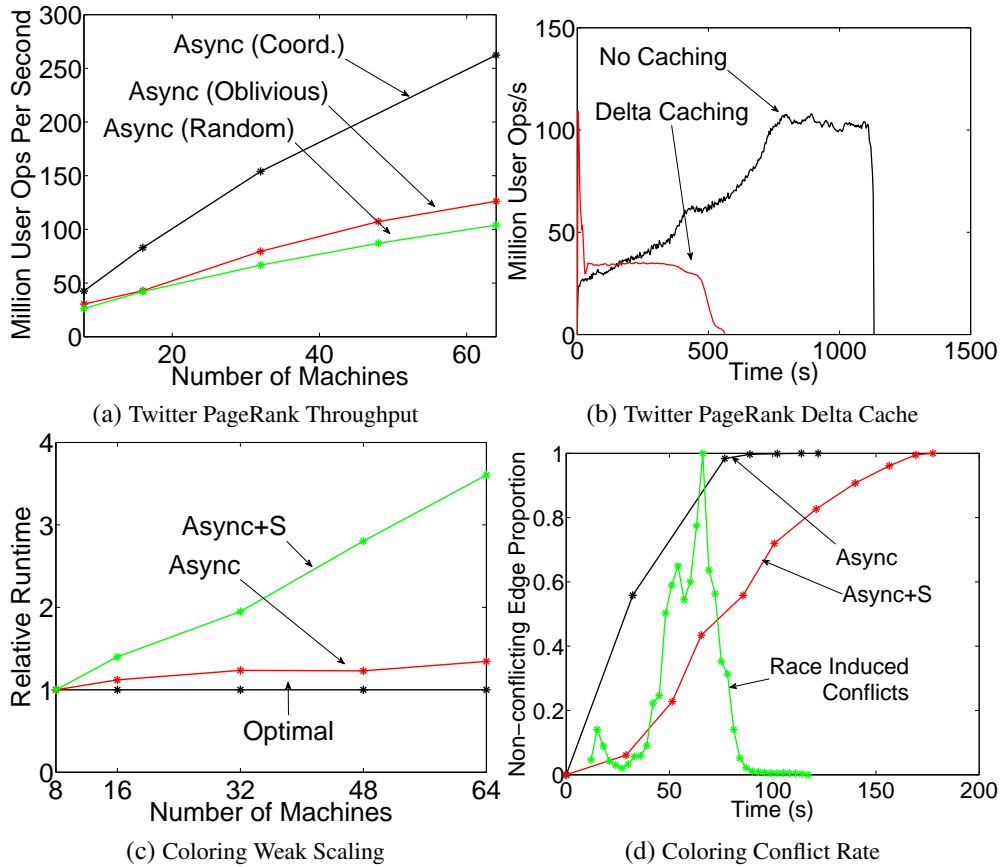 300
250
200
150
100
50
0
20
40
60
Million User Ops Per Second
Number of Machines
Async (Coord.)
Async (Oblivious)
Async (Random)
(a) Twitter PageRank Throughput
150
100
50
0
0
500
1000
1500
Million User Ops/s
Time (s)
No Caching
Delta Caching
(b) Twitter PageRank Delta Cache
4
3
2
1
0
8
16
32
48
64
Relative Runtime
Number of Machines
Async+S
Async
Optimal
(c) Coloring Weak Scaling
1
0.8
0.6
0.4
0.2
0
0
50
100
150
200
Non−conflicting Edge Proportion
Time (s)
Async
Async+S
Race Induced
Conflicts
(d) Coloring Conflict Rate